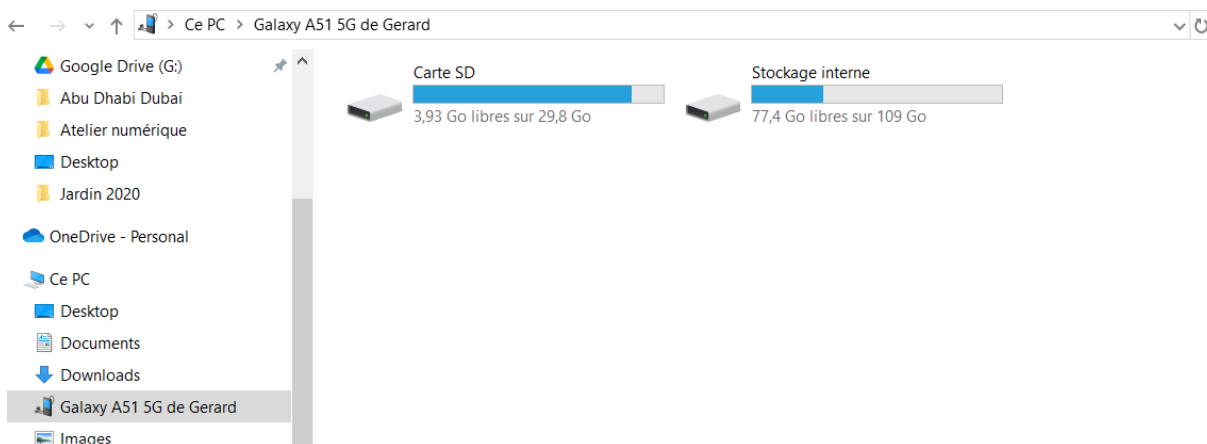 Ce PC > Galaxy A51 5G de Gerard
Google Drive (G:)
Abu Dhabi Dubai
Atelier numérique
Desktop
Jardin 2020
OneDrive - Personal
Ce PC
Desktop
Documents
Downloads
Galaxy A51 5G de Gerard
Images
Carte SD
3,93 Go libres sur 29,8 Go
Stockage interne
77,4 Go libres sur 109 Go